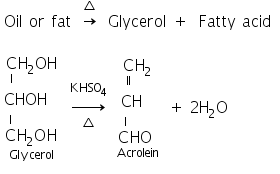 △
Oil or fat → Glycerol + Fatty acid
CH₂OH CH₂
CHOH KHSO₄ → △ CH + 2H₂O
CH₂OH CHO
Glycerol Acrolein